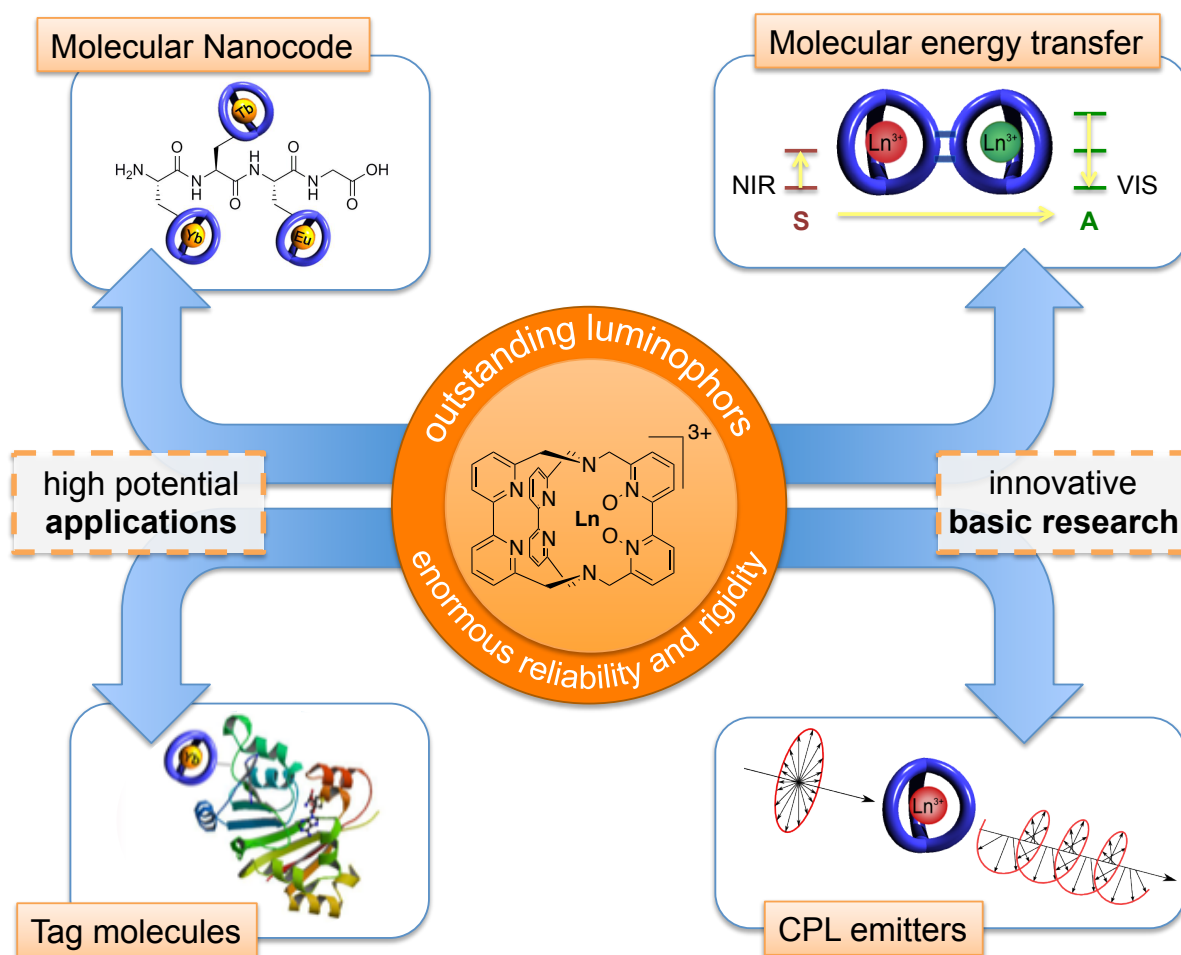 Molecular Nanocode
Molecular energy transfer
Tb
H₂N
O
H
N
O
N
H
O
H
N
O
OH
Yb
Eu
Ln³⁺
Ln³⁺
NIR
VIS
S
A
outstanding luminophors
3+
N
N
N
O
N
Ln
O
N
N
N
N
enormous reliability and rigidity
high potential
applications
innovative
basic research
Yb
Ln³⁺
Tag molecules
CPL emitters